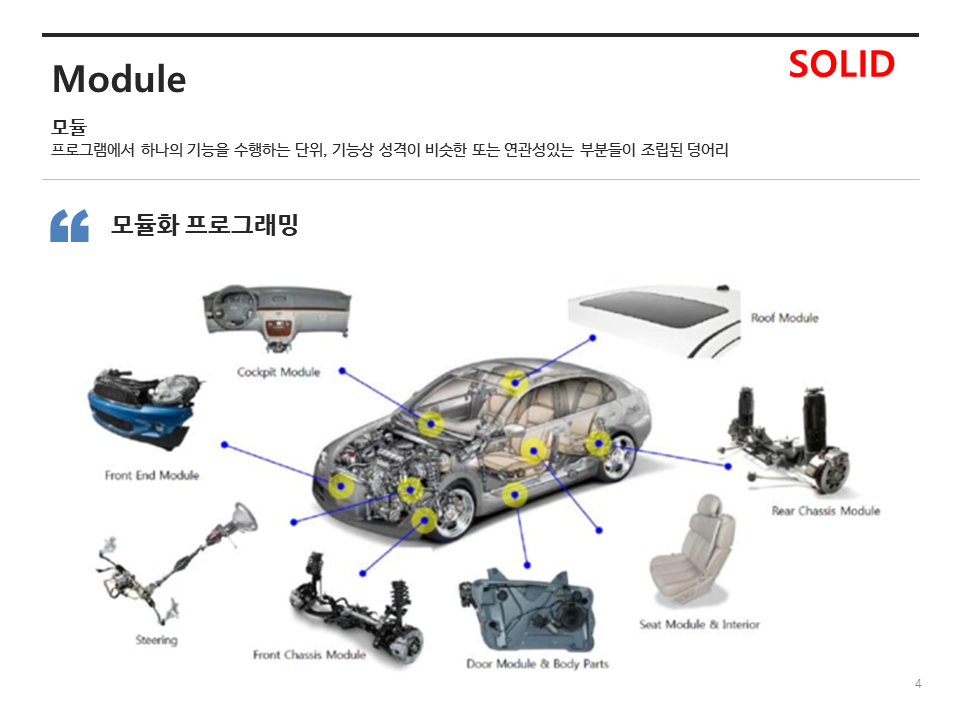 SOLID
Module
모듈
프로그램에서 하나의 기능을 수행하는 단위, 기능상 성격이 비슷한 또는 연관성있는 부분들이 조립된 덩어리
모듈화 프로그래밍
Roof Module
Cockpit Module
Front End Module
Rear Chassis Module
Seat Module & Interior
Steering
Front Chassis Module
Door Module & Body Parts
4